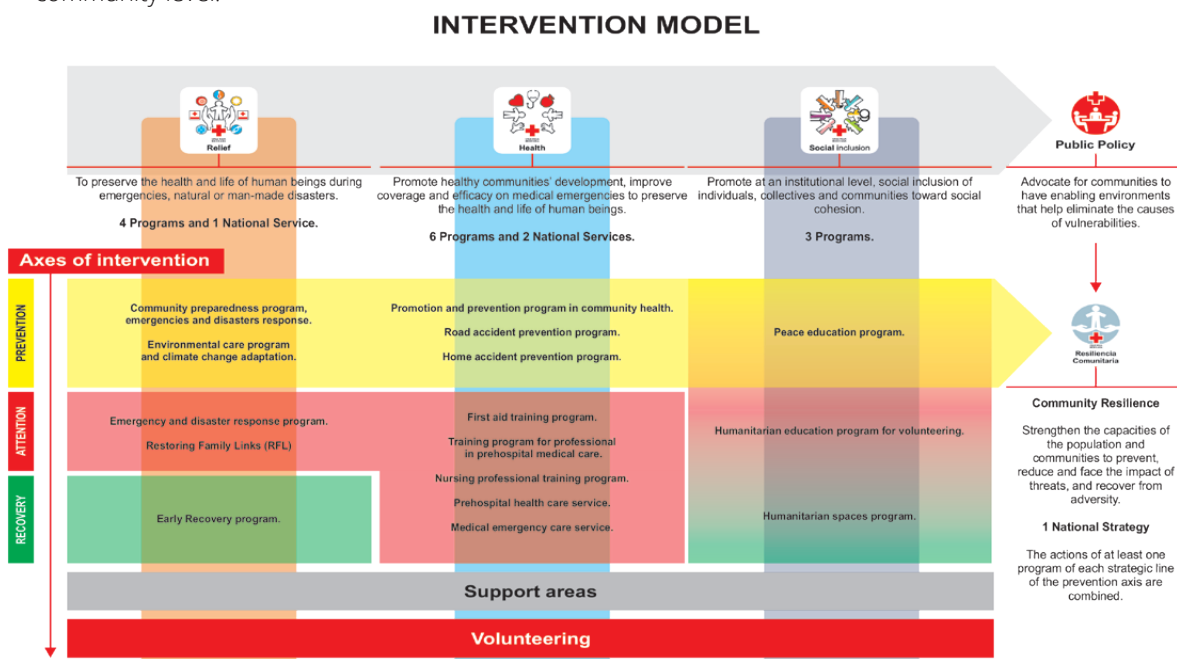 community level.
INTERVENTION MODEL
Relief
Health
Social inclusion
Public Policy
To preserve the health and life of human beings during
emergencies, natural or man-made disasters.
4 Programs and 1 National Service.
Promote healthy communities' development, improve
coverage and efficacy on medical emergencies to preserve
the health and life of human beings.
6 Programs and 2 National Services.
Promote at an institutional level, social inclusion of
individuals, collectives and communities toward social
cohesion.
3 Programs.
Advocate for communities to
have enabling environments
that help eliminate the causes
of vulnerabilities.
Axes of intervention
PREVENTION
Community preparedness program,
emergencies and disasters response.
Environmental care program
and climate change adaptation.
Promotion and prevention program in community health.
Road accident prevention program.
Home accident prevention program.
Peace education program.
Resiliencia
Comunitaria
ATTENTION
Emergency and disaster response program.
Restoring Family Links (RFL)
First aid training program.
Training program for professional
in prehospital medical care.
Nursing professional training program.
Prehospital health care service.
Medical emergency care service.
Humanitarian education program for volunteering.
RECOVERY
Early Recovery program.
Humanitarian spaces program.
Community Resilience
Strengthen the capacities of
the population and
communities to prevent,
reduce and face the impact of
threats, and recover from
adversity.
1 National Strategy
The actions of at least one
program of each strategic line
of the prevention axis are
combined.
Support areas
Volunteering